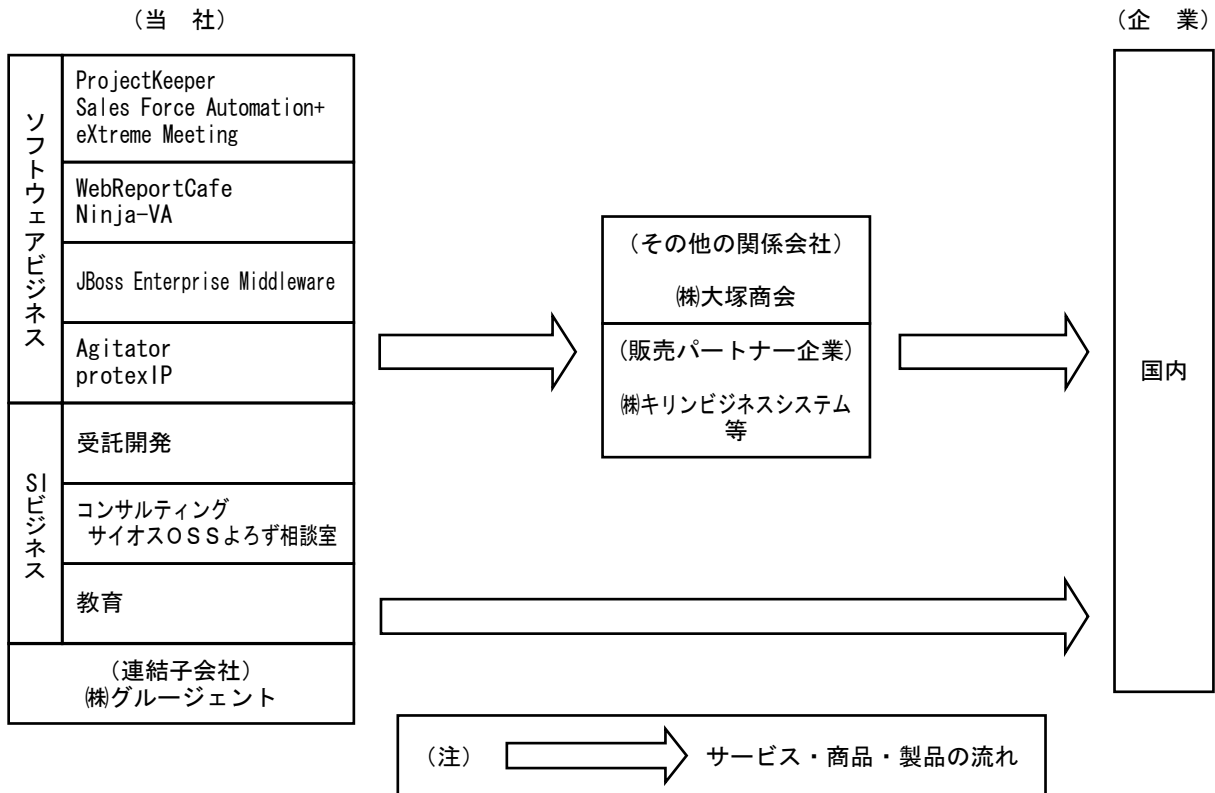 （当　社）
（企　業）
ソフトウェアビジネス
ProjectKeeper
Sales Force Automation+
eXtreme Meeting
WebReportCafe
Ninja-VA
JBoss Enterprise Middleware
Agitator
protexIP
SIビジネス
受託開発
コンサルティング
サイオスＯＳＳよろず相談室
教育
（連結子会社）
㈱グルージェント
（その他の関係会社）
㈱大塚商会
（販売パートナー企業）
㈱キリンビジネスシステム
等
国内
（注）
サービス・商品・製品の流れ